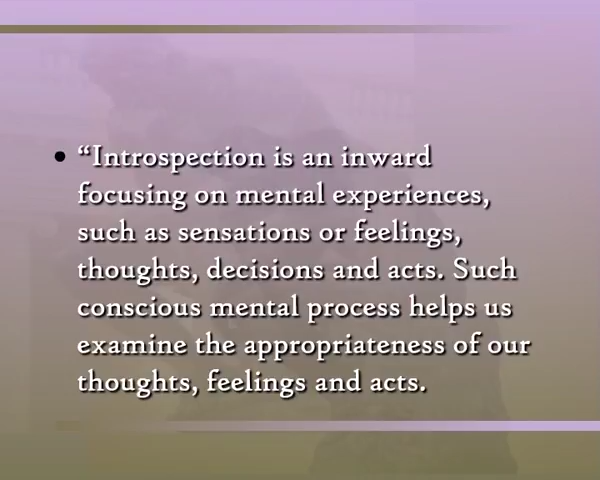 • “Introspection is an inward
focusing on mental experiences,
such as sensations or feelings,
thoughts, decisions and acts. Such
conscious mental process helps us
examine the appropriateness of our
thoughts, feelings and acts.